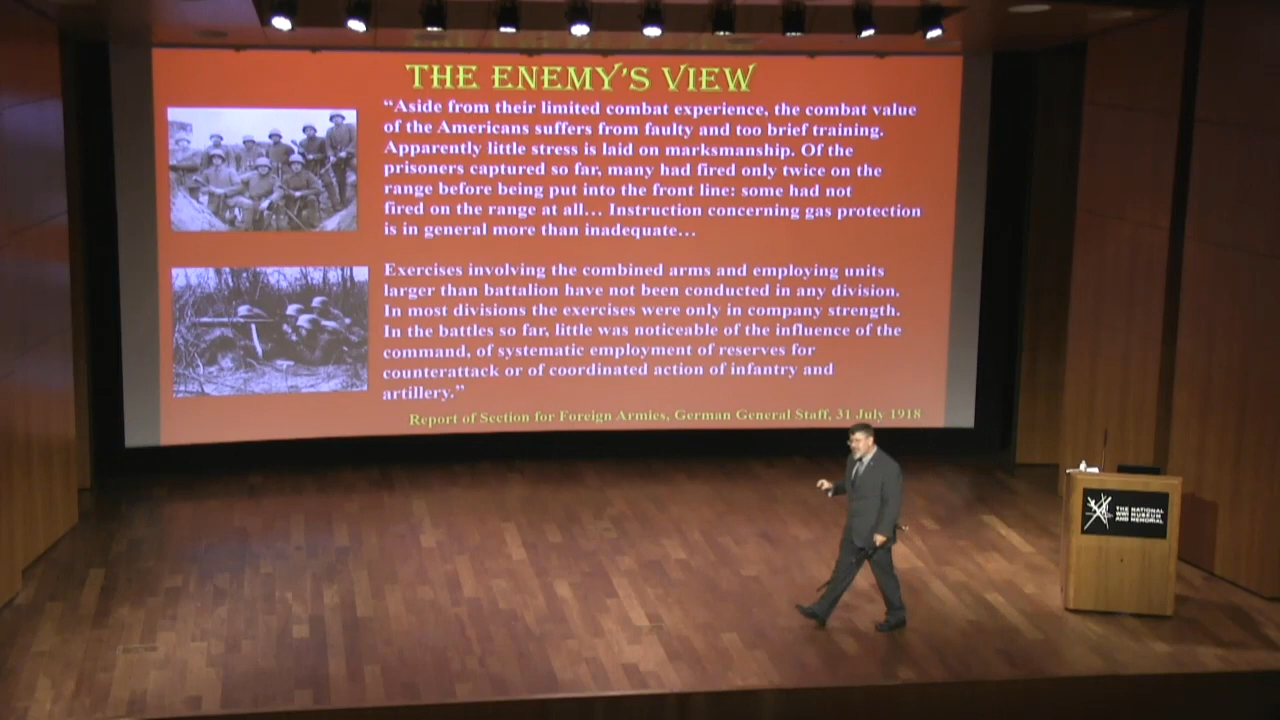 THE ENEMY'S VIEW
“Aside from their limited combat experience, the combat value
of the Americans suffers from faulty and too brief training.
Apparently little stress is laid on marksmanship. Of the
prisoners captured so far, many had fired only twice on the
range before being put into the front line: some had not
fired on the range at all... Instruction concerning gas protection
is in general more than inadequate...
Exercises involving the combined arms and employing units
larger than battalion have not been conducted in any division.
In most divisions the exercises were only in company strength.
In the battles so far, little was noticeable of the influence of the
command, of systematic employment of reserves for
counterattack or of coordinated action of infantry and
artillery.”
Report of Section for Foreign Armies, German General Staff, 31 July 1918
THE NATIONAL
WWI MUSEUM
AND MEMORIAL